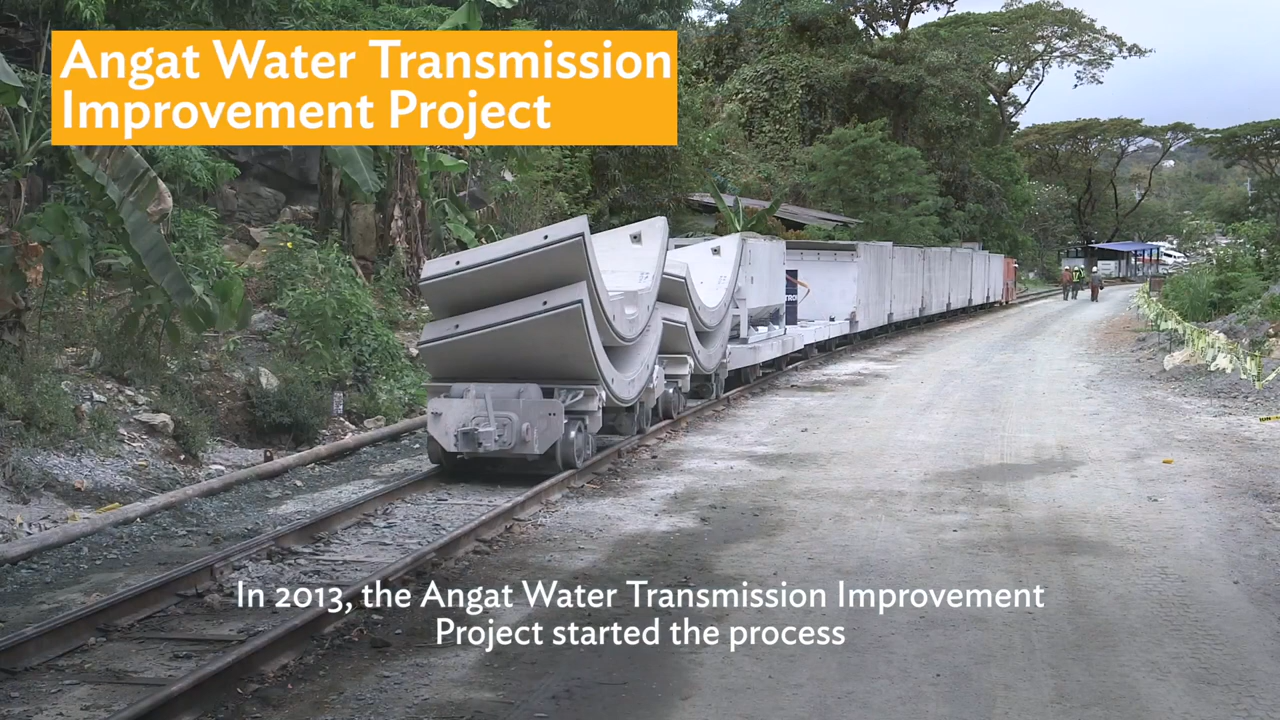 Angat Water Transmission
Improvement Project
In 2013, the Angat Water Transmission Improvement
Project started the process